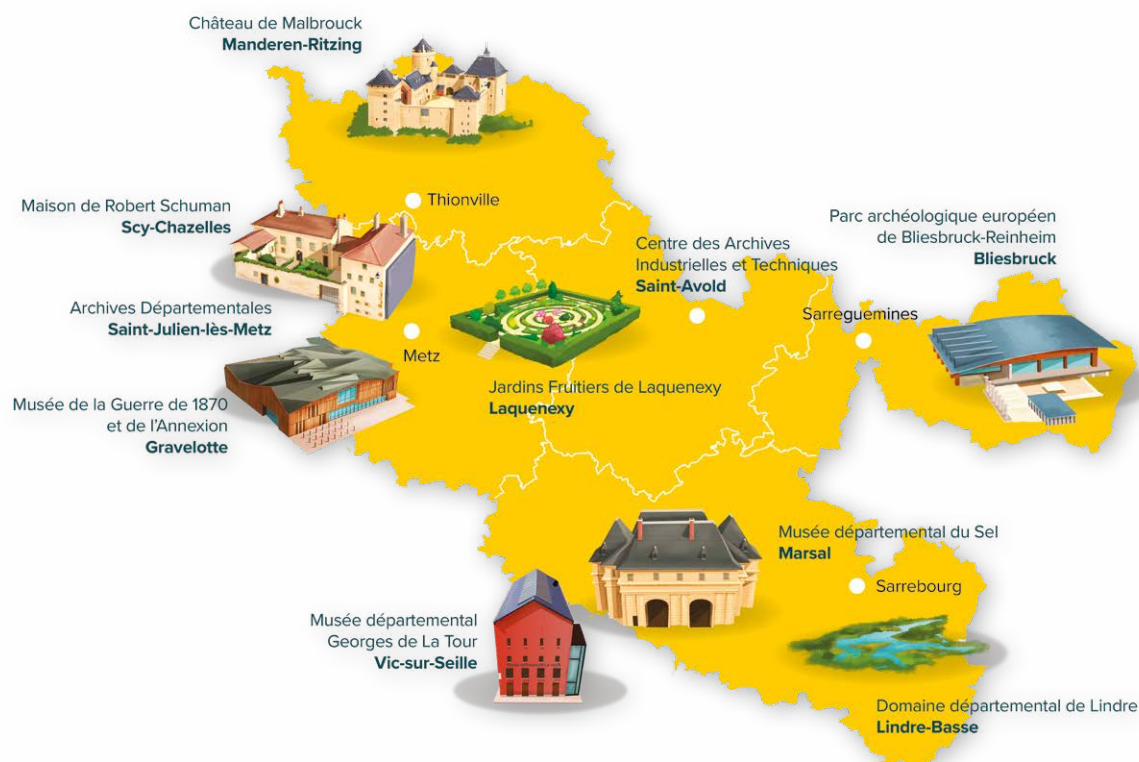 Château de Malbrouck
Manderen-Ritzing
Thionville
Maison de Robert Schuman
Scy-Chazelles
Parc archéologique européen
de Bliesbruck-Reinheim
Bliesbruck
Centre des Archives
Industrielles et Techniques
Saint-Avold
Archives Départementales
Saint-Julien-lès-Metz
Sarreguemines
Metz
Jardins Fruitiers de Laquenexy
Laquenexy
Musée de la Guerre de 1870
et de l'Annexion
Gravelotte
Musée départemental du Sel
Marsal
Sarrebourg
Musée départemental
Georges de La Tour
Vic-sur-Seille
Domaine départemental de Lindre
Lindre-Basse